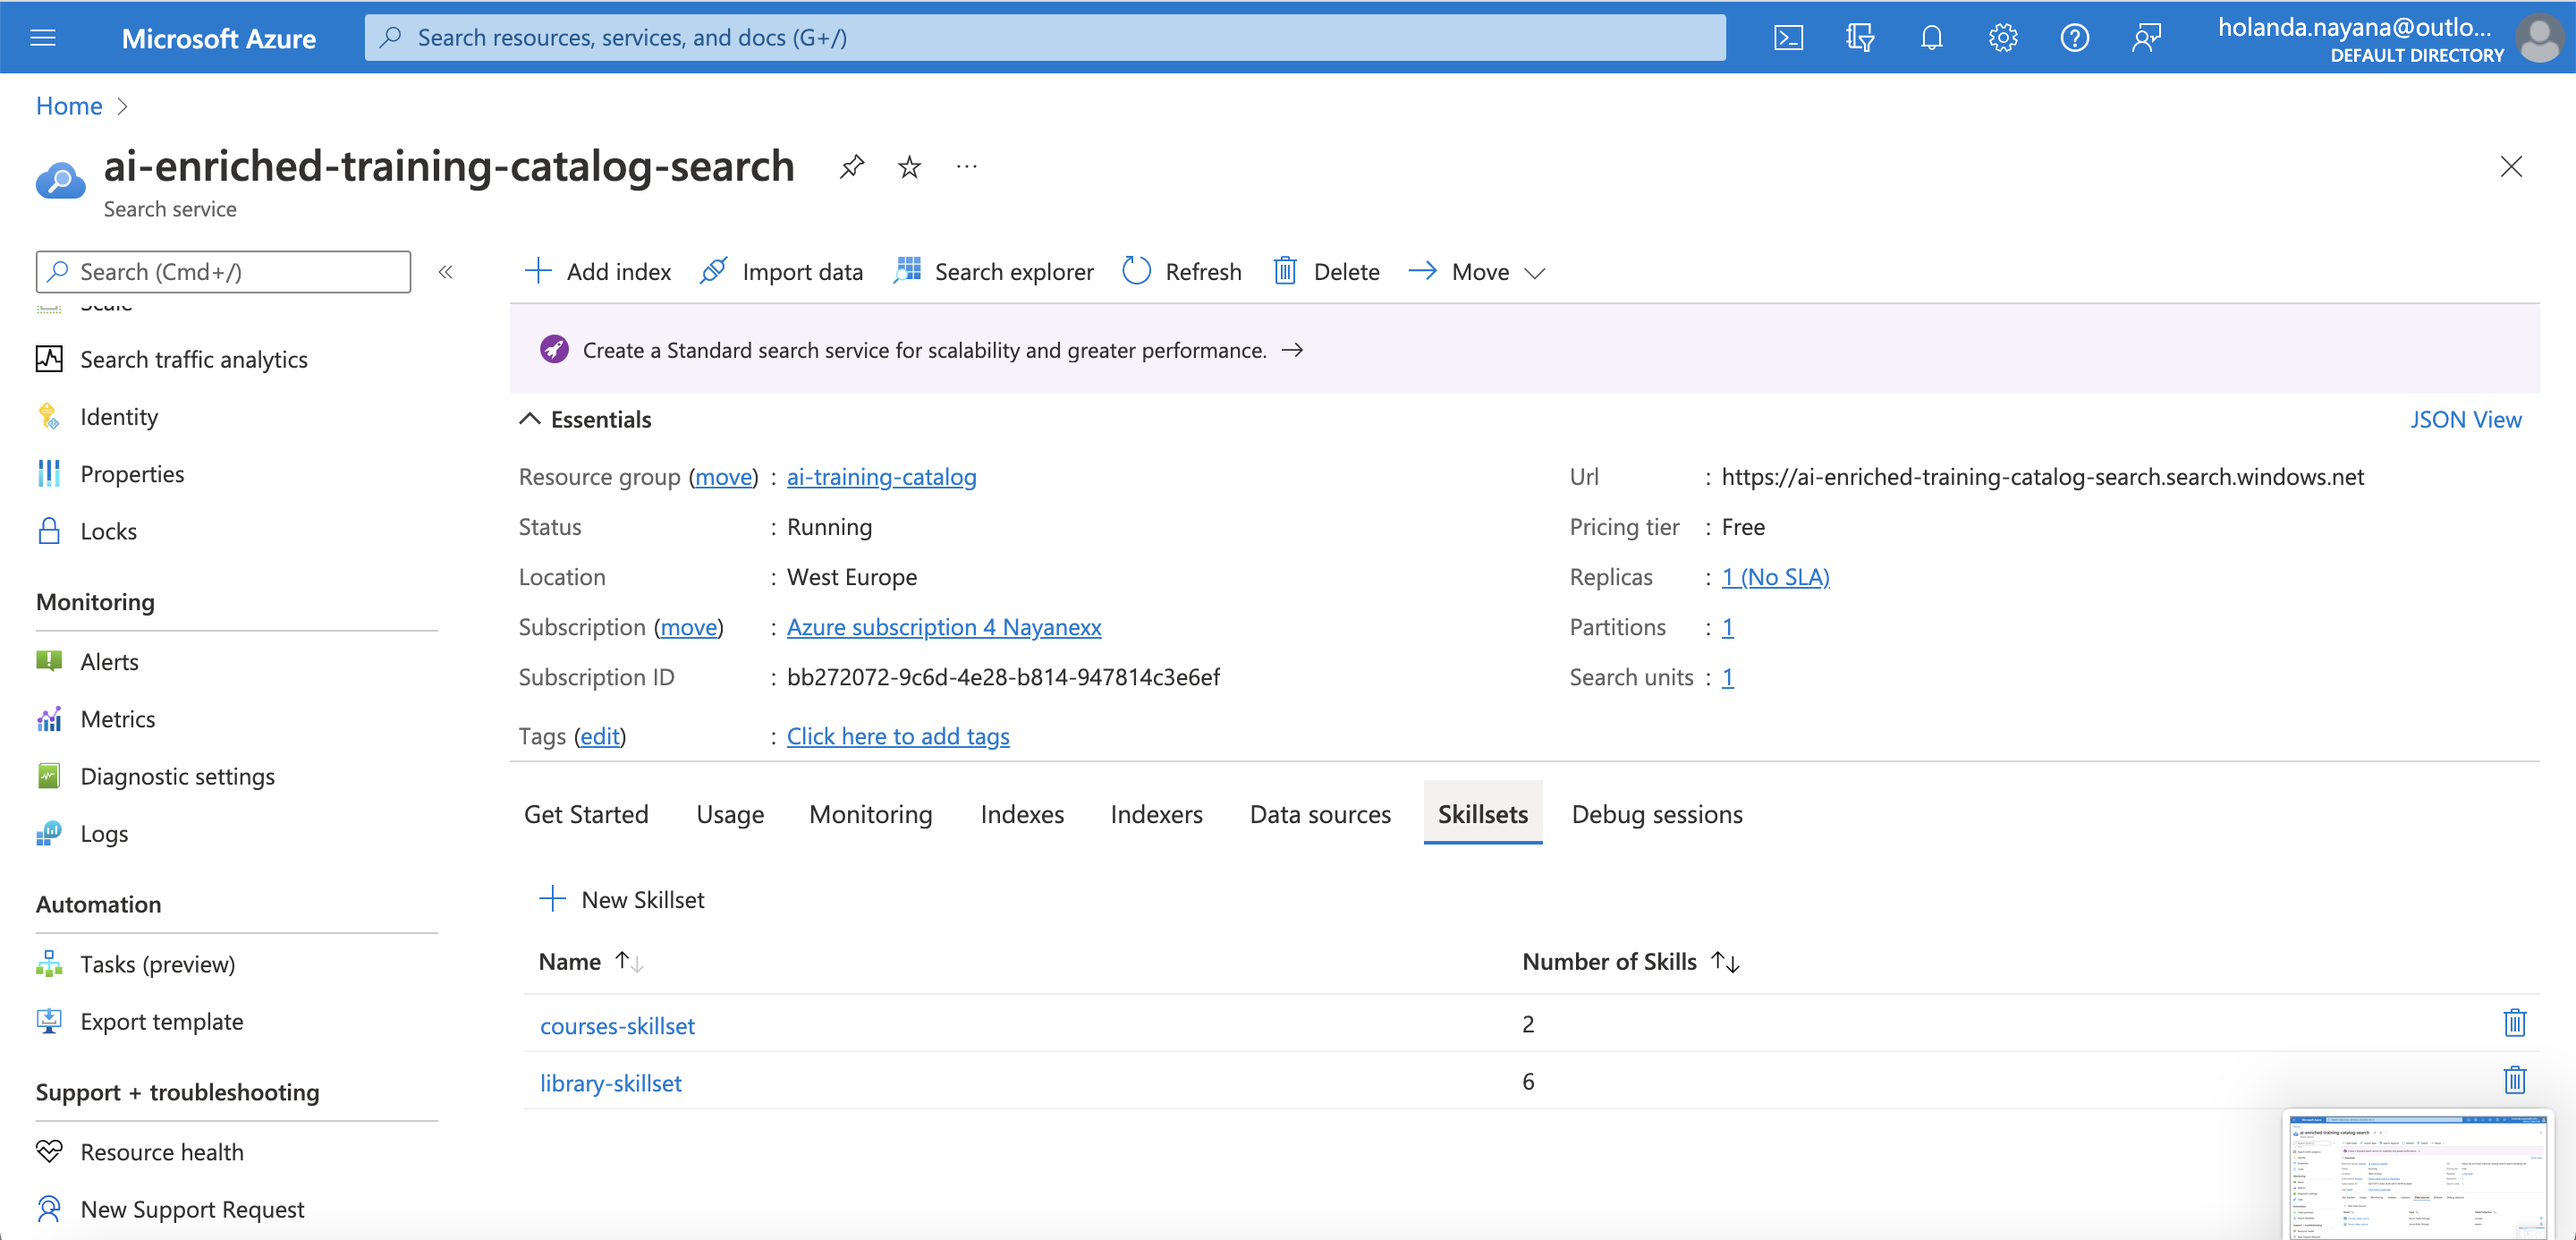 Microsoft Azure
Search resources, services, and docs (G+/)
holanda.nayana@outlo...
DEFAULT DIRECTORY
Home
ai-enriched-training-catalog-search
Search service
Search (Cmd+/)
Add index
Import data
Search explorer
Refresh
Delete
Move
Scale
Search traffic analytics
Identity
Properties
Locks
Monitoring
Alerts
Metrics
Diagnostic settings
Logs
Automation
Tasks (preview)
Export template
Support + troubleshooting
Resource health
New Support Request
Create a Standard search service for scalability and greater performance.
Essentials
JSON View
Resource group (move) : ai-training-catalog
Status : Running
Location : West Europe
Subscription (move) : Azure subscription 4 Nayanexx
Subscription ID : bb272072-9c6d-4e28-b814-947814c3e6ef
Tags (edit) : Click here to add tags
Url : https://ai-enriched-training-catalog-search.search.windows.net
Pricing tier : Free
Replicas : 1 (No SLA)
Partitions : 1
Search units : 1
Get Started Usage Monitoring Indexes Indexers Data sources Skillsets Debug sessions
New Skillset
Name Number of Skills
courses-skillset 2
library-skillset 6